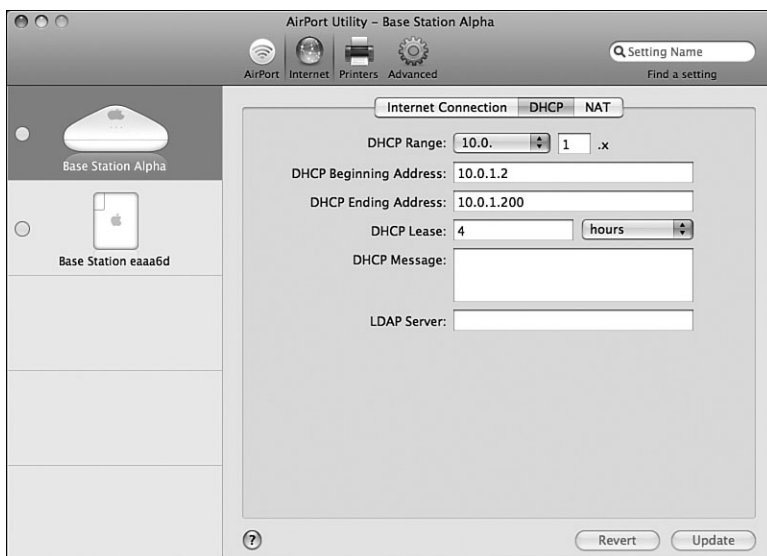 AirPort Utility – Base Station Alpha
AirPort Internet Printers Advanced
Setting Name
Find a setting
Base Station Alpha
Base Station eaaa6d
Internet Connection DHCP NAT
DHCP Range: 10.0. 1 .x
DHCP Beginning Address: 10.0.1.2
DHCP Ending Address: 10.0.1.200
DHCP Lease: 4 hours
DHCP Message:
LDAP Server:
? Revert Update